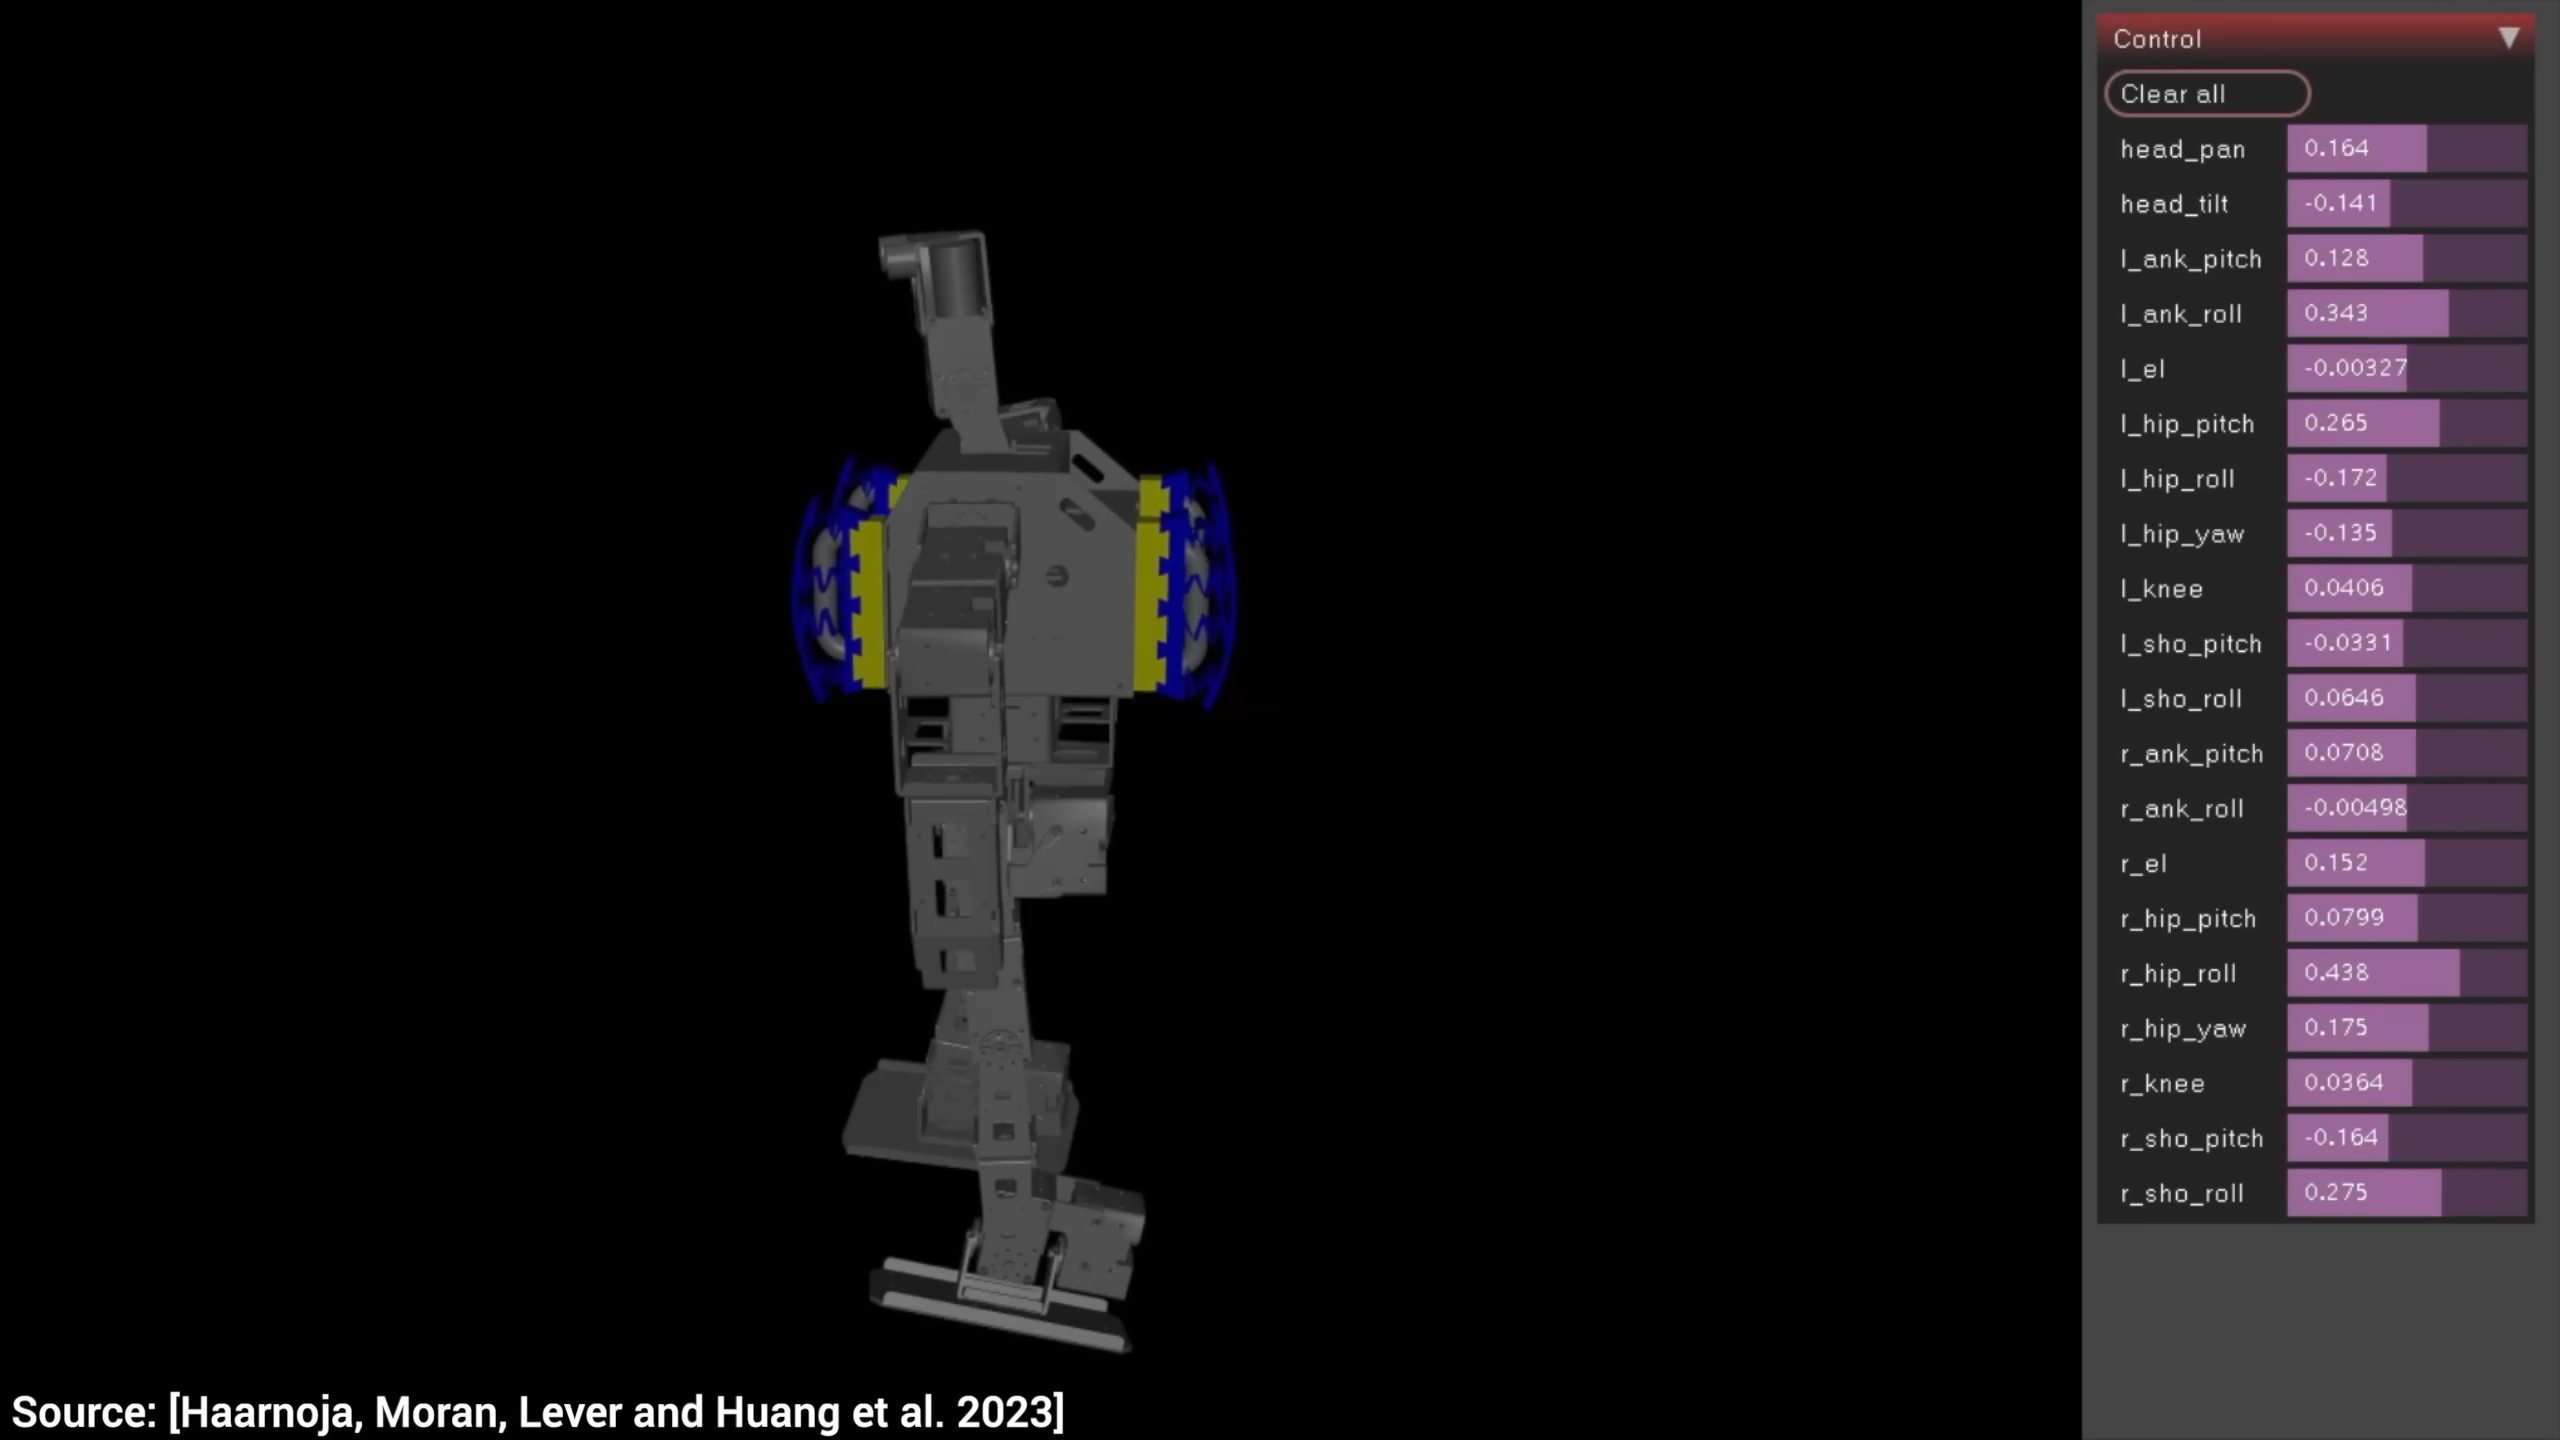 Control
Clear all
head_pan 0.164
head_tilt -0.141
l_ank_pitch 0.128
l_ank_roll 0.343
l_el -0.00327
l_hip_pitch 0.265
l_hip_roll -0.172
l_hip_yaw -0.135
l_knee 0.0406
l_sho_pitch -0.0331
l_sho_roll 0.0646
r_ank_pitch 0.0708
r_ank_roll -0.00498
r_el 0.152
r_hip_pitch 0.0799
r_hip_roll 0.438
r_hip_yaw 0.175
r_knee 0.0364
r_sho_pitch -0.164
r_sho_roll 0.275
Source: [Haarnoja, Moran, Lever and Huang et al. 2023]